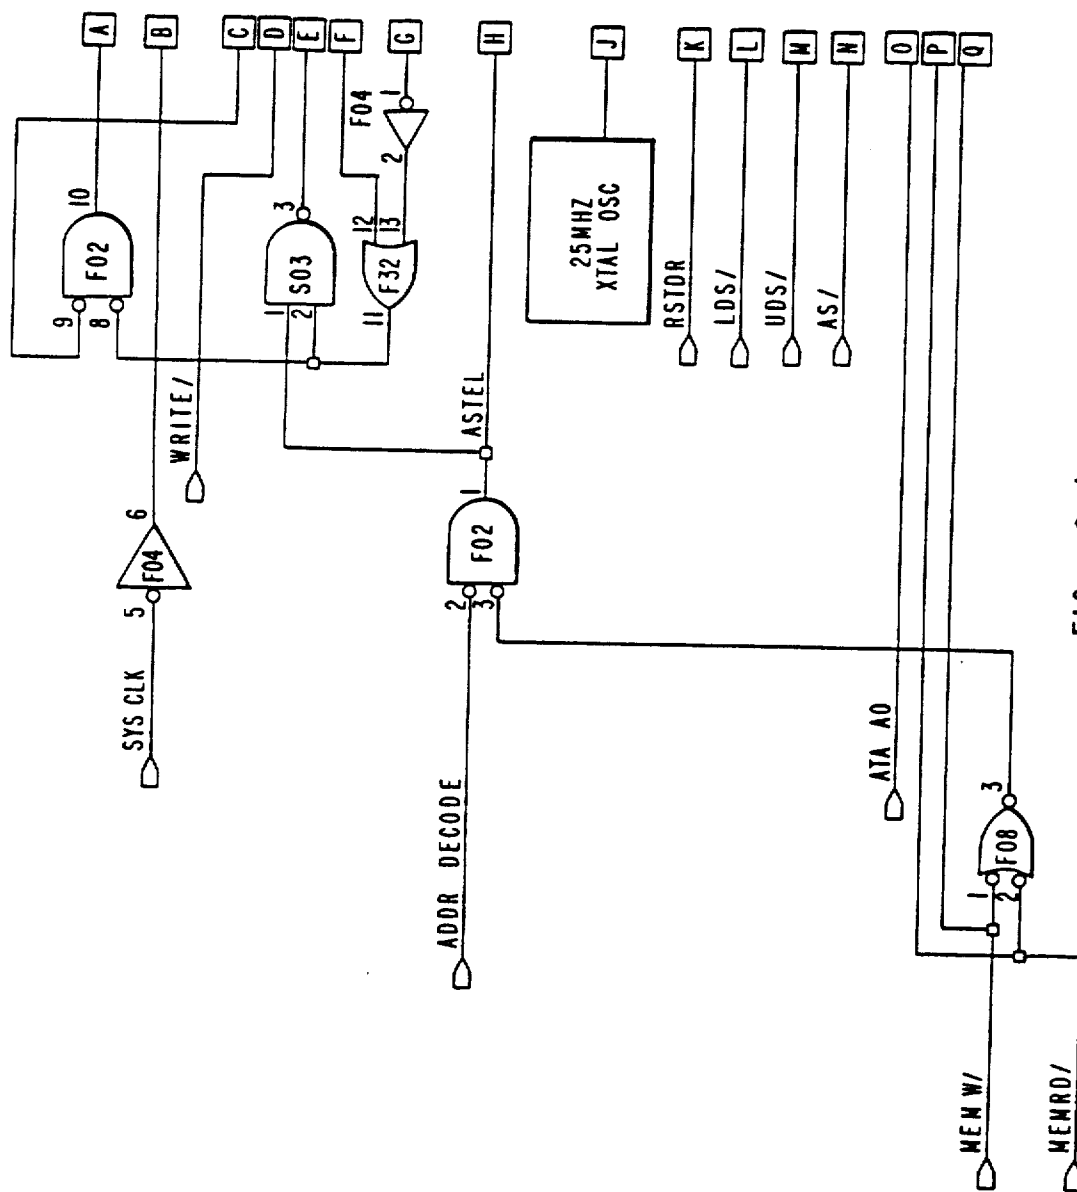 A
B
C
D
E
F
G
H
J
K
L
M
N
O
P
Q
9
8
F02
10
SYS CLK
5
F04
6
WRITE/
1
2
S03
3
11
F32
12
13
2
F04
1
ADDR DECODE
2
3
F02
1
ASTEL
25MHZ
XTAL OSC
RSTDR
LDS/
UDS/
AS/
ATA A0
MEMW/
1
2
F08
3
MEMRD/